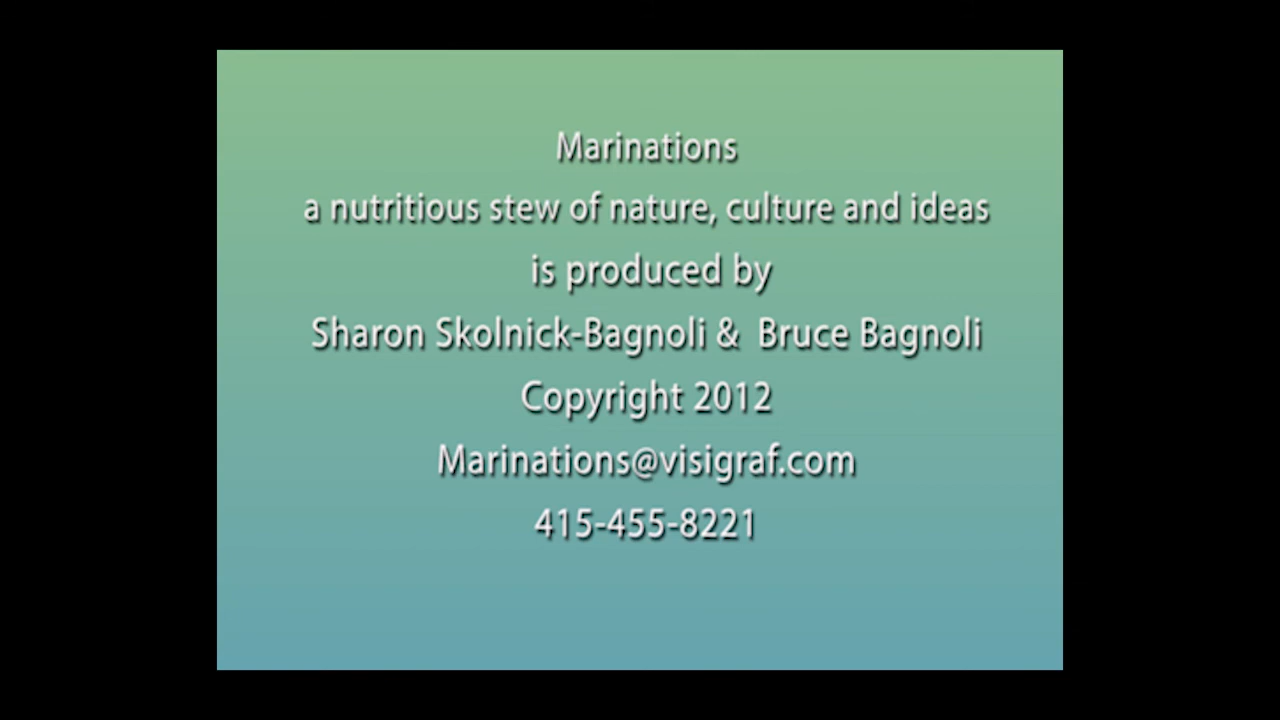 Marinations
a nutritious stew of nature, culture and ideas
is produced by
Sharon Skolnick-Bagnoli &  Bruce Bagnoli
Copyright 2012
Marinations@visigraf.com
415-455-8221